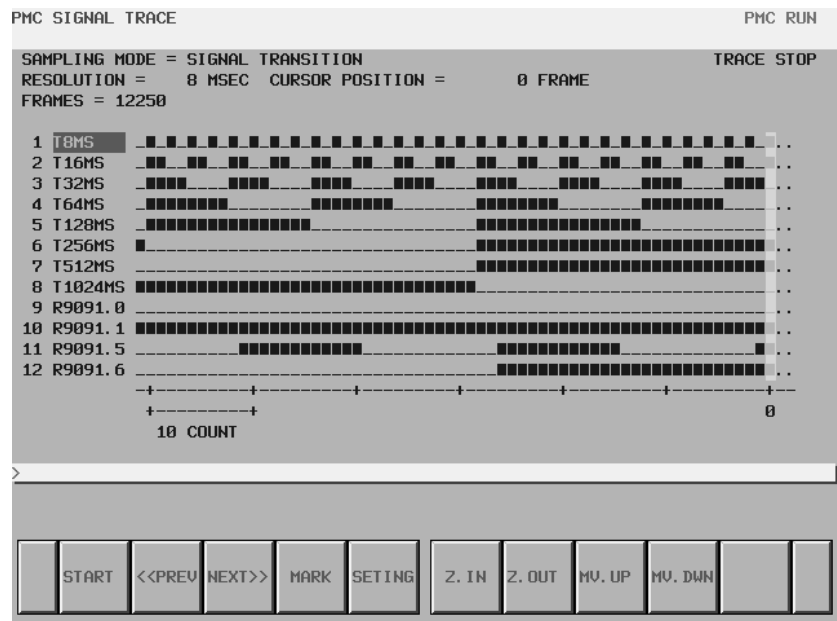 PMC SIGNAL TRACE PMC RUN
SAMPLING MODE = SIGNAL TRANSITION TRACE STOP
RESOLUTION = 8 MSEC CURSOR POSITION = 0 FRAME
FRAMES = 12250
1 T8MS
2 T16MS
3 T32MS
4 T64MS
5 T128MS
6 T256MS
7 T512MS
8 T1024MS
9 R9091.0
10 R9091.1
11 R9091.5
12 R9091.6
0
10 COUNT
>
START <<PREV NEXT>> MARK SETING Z.IN Z.OUT MV.UP MV.DWN